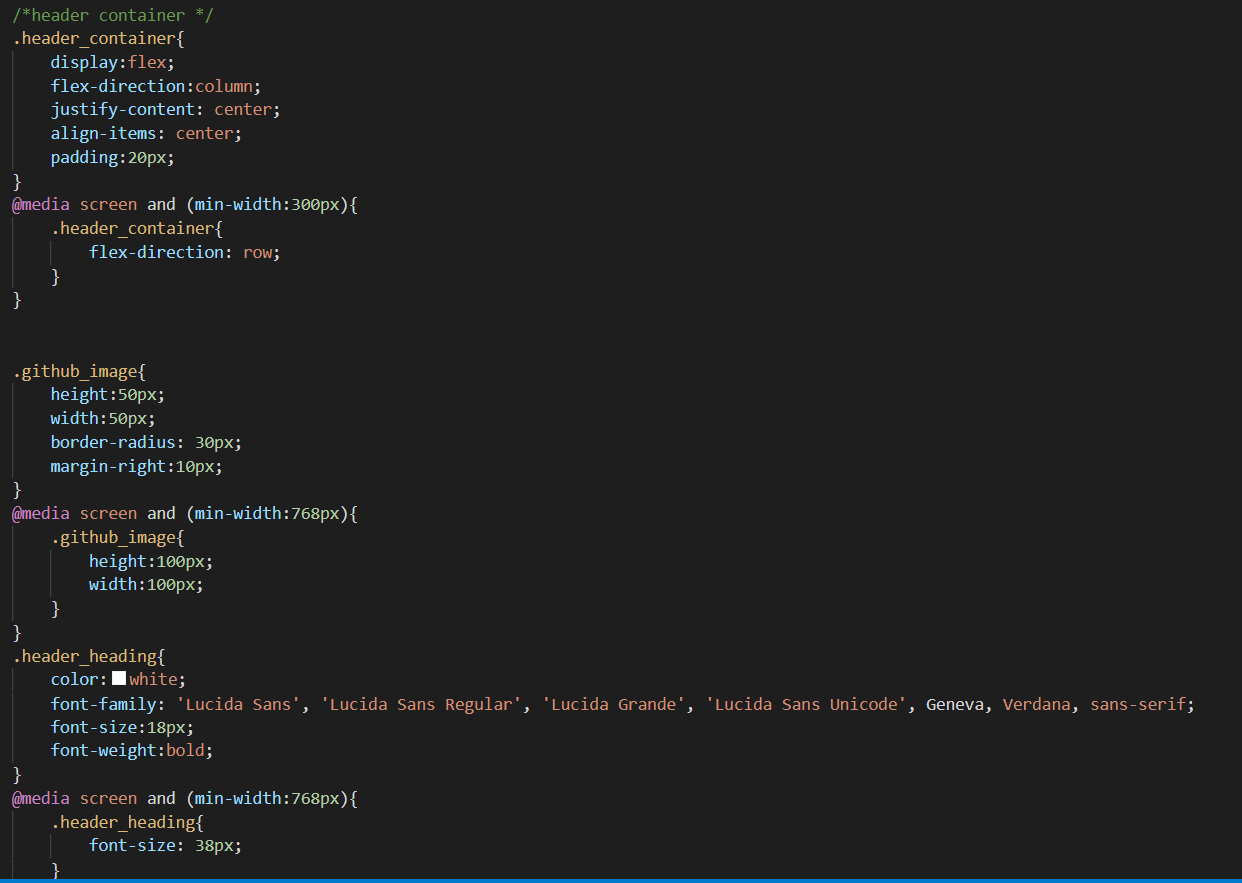 /*header container */
.header_container{
    display:flex;
    flex-direction:column;
    justify-content: center;
    align-items: center;
    padding:20px;
}
@media screen and (min-width:300px){
    .header_container{
        flex-direction: row;
    }
}
.github_image{
    height:50px;
    width:50px;
    border-radius: 30px;
    margin-right:10px;
}
@media screen and (min-width:768px){
    .github_image{
        height:100px;
        width:100px;
    }
}
.header_heading{
    color:white;
    font-family: 'Lucida Sans', 'Lucida Sans Regular', 'Lucida Grande', 'Lucida Sans Unicode', Geneva, Verdana, sans-serif;
    font-size:18px;
    font-weight:bold;
}
@media screen and (min-width:768px){
    .header_heading{
        font-size: 38px;
    }